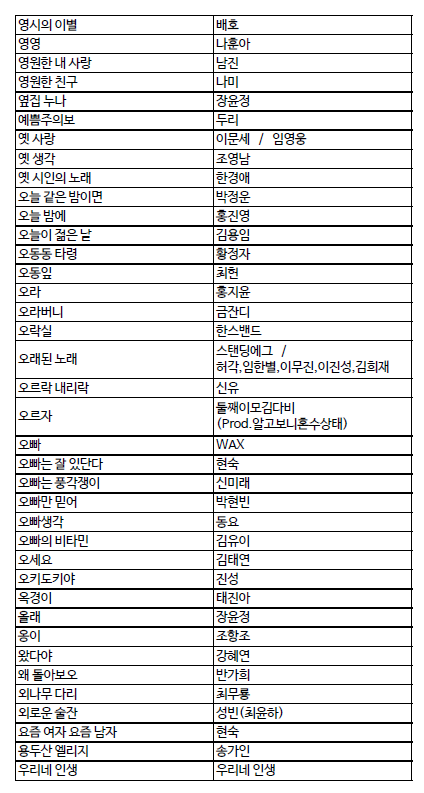 영시의 이별 배호
영영 나훈아
영원한 내 사랑 남진
영원한 친구 나미
옆집 누나 장윤정
예쁨주의보 두리
옛 사랑 이문세 / 임영웅
옛 생각 조영남
옛 시인의 노래 한경애
오늘 같은 밤이면 박정운
오늘 밤에 홍진영
오늘이 젊은 날 김용임
오동동 타령 황정자
오동잎 최헌
오라 홍지윤
오라버니 금잔디
오락실 한스밴드
오래된 노래 스탠딩에그 /
허각,임한별,이무진,이진성,김희재
오르락 내리락 신유
오르자 둘째이모김다비
(Prod.알고보니혼수상태)
오빠 WAX
오빠는 잘 있단다 현숙
오빠는 풍각쟁이 신미래
오빠만 믿어 박현빈
오빠생각 동요
오빠의 비타민 김유이
오세요 김태연
오키도키야 진성
옥경이 태진아
올래 장윤정
옹이 조항조
왔다야 강혜연
왜 돌아보오 반가희
외나무 다리 최무룡
외로운 술잔 성빈(최윤하)
요즘 여자 요즘 남자 현숙
용두산 엘리지 송가인
우리네 인생 우리네 인생